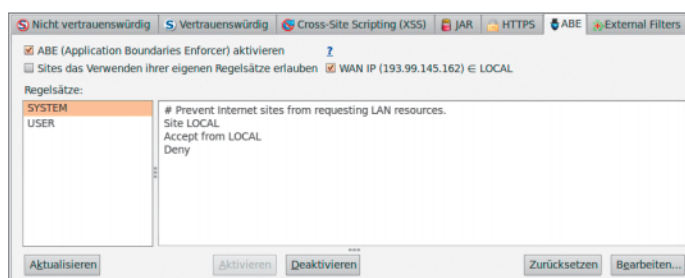 Nicht vertrauenswürdig Vertrauenswürdig Cross-Site Scripting (XSS) JAR HTTPS ABE External Filters
ABE (Application Boundaries Enforcer) aktivieren ?
Sites das Verwenden ihrer eigenen Regelsätze erlauben WAN IP (193.99.145.162) ∈ LOCAL
Regelsätze:
SYSTEM
USER
# Prevent Internet sites from requesting LAN resources.
Site LOCAL
Accept from LOCAL
Deny
Aktualisieren Aktivieren Deaktivieren Zurücksetzen Bearbeiten...